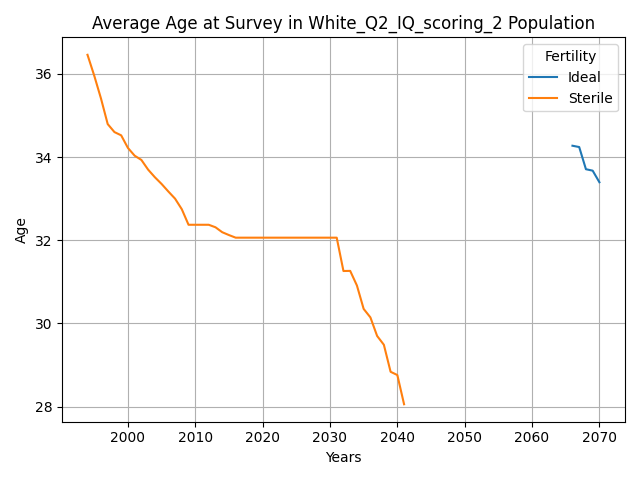 Average Age at Survey in White_Q2_IQ_scoring_2 Population
Fertility
Ideal
Sterile
Age
36
34
32
30
28
2000
2010
2020
2030
2040
2050
2060
2070
Years